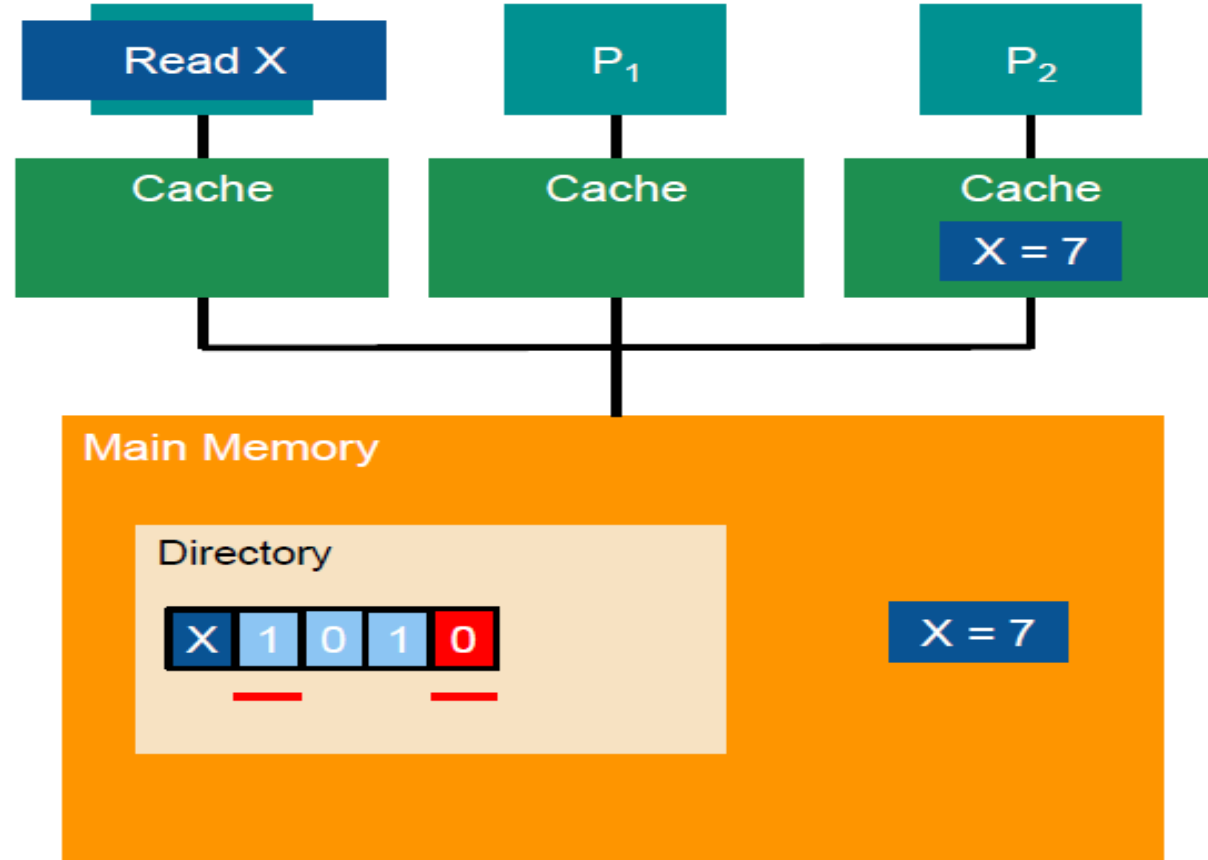 Read X
P₁
P₂
Cache
Cache
Cache
X = 7
Main Memory
Directory
X 1 0 1 0
X = 7